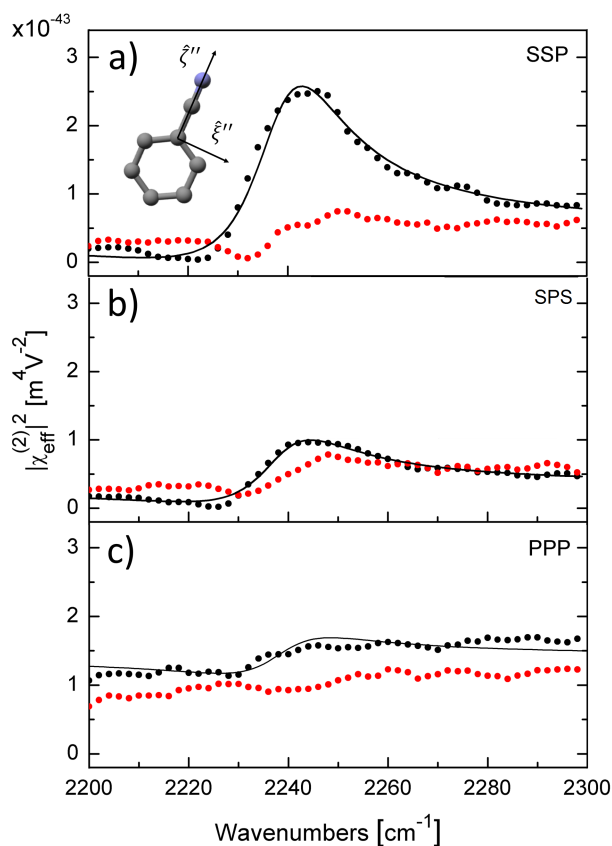 x10⁻⁴³
a)
SSP
ζ̂''
ξ̂''
3
2
1
0
b)
SPS
3
2
1
0
|χ_eff^(2)|² [m⁴V⁻²]
c)
PPP
3
2
1
0
2200 2220 2240 2260 2280 2300
Wavenumbers [cm⁻¹]